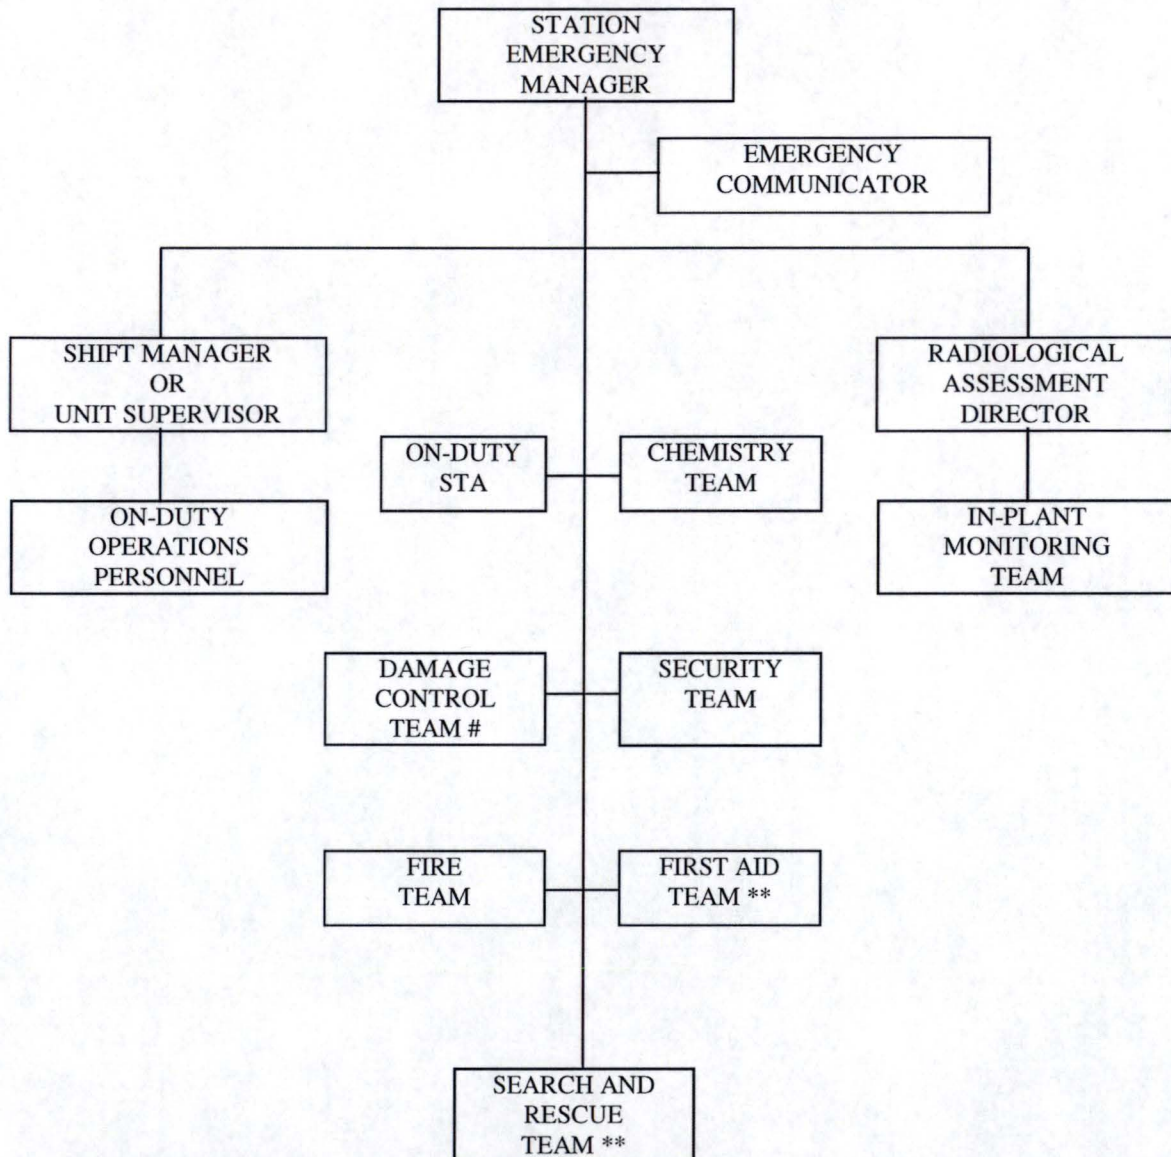 STATION
EMERGENCY
MANAGER
EMERGENCY
COMMUNICATOR
SHIFT MANAGER
OR
UNIT SUPERVISOR
RADIOLOGICAL
ASSESSMENT
DIRECTOR
ON-DUTY
STA
CHEMISTRY
TEAM
ON-DUTY
OPERATIONS
PERSONNEL
IN-PLANT
MONITORING
TEAM
DAMAGE
CONTROL
TEAM #
SECURITY
TEAM
FIRE
TEAM
FIRST AID
TEAM **
SEARCH AND
RESCUE
TEAM **